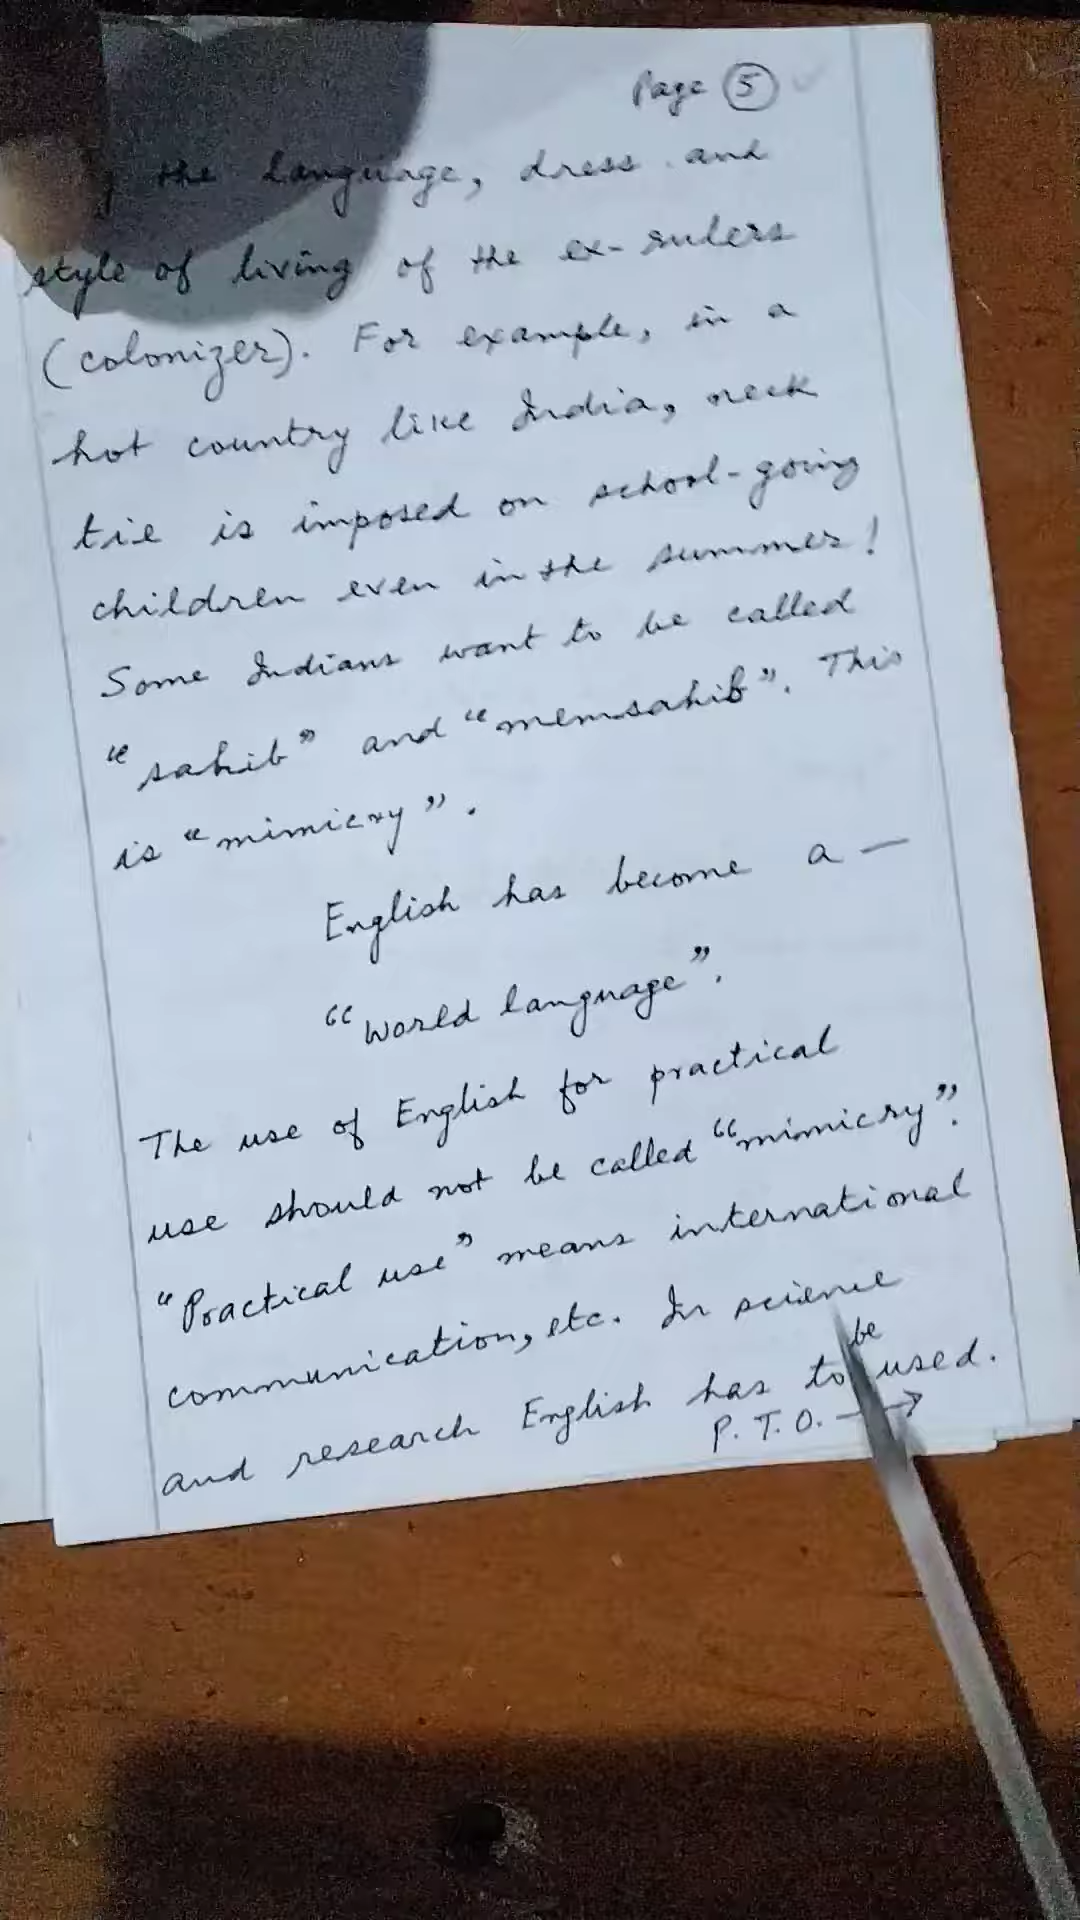 Page 5
the language, dress and
style of living of the ex-rulers
(colonizer). For example, in a
hot country like India, neck
tie is imposed on school-going
children even in the summer!
Some Indians want to be called
"sahib" and "memsahib". This
is "mimicry".
English has become a —
"World language".
The use of English for practical
use should not be called "mimicry".
"Practical use" means international
communication, etc. In science
and research English has to be used.
P.T.O. →